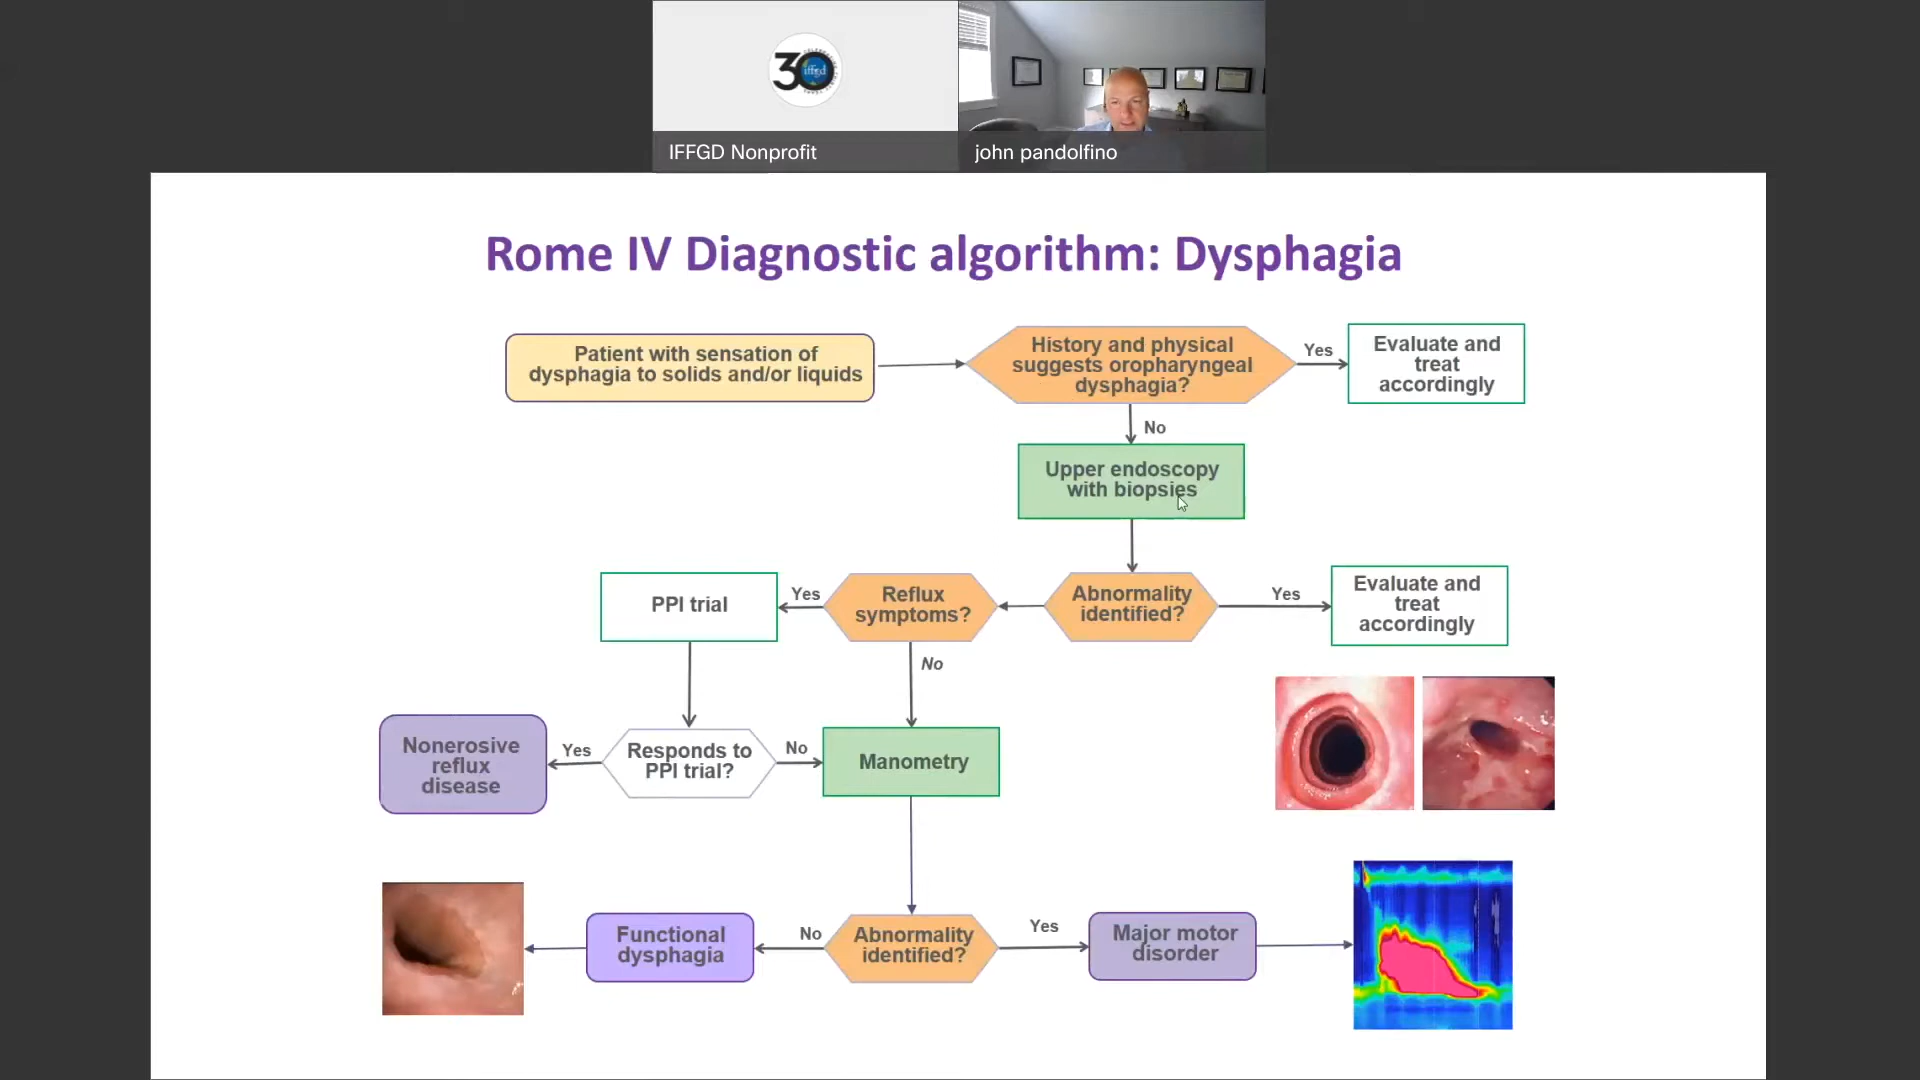 30
iffgd
IFFGD Nonprofit
john pandolfino
Rome IV Diagnostic algorithm: Dysphagia
Patient with sensation of
dysphagia to solids and/or liquids
History and physical
suggests oropharyngeal
dysphagia?
Yes
Evaluate and
treat
accordingly
No
Upper endoscopy
with biopsies
PPI trial
Yes
Reflux
symptoms?
Abnormality
identified?
Yes
Evaluate and
treat
accordingly
No
Nonerosive
reflux
disease
Yes
Responds to
PPI trial?
No
Manometry
Functional
dysphagia
No
Abnormality
identified?
Yes
Major motor
disorder